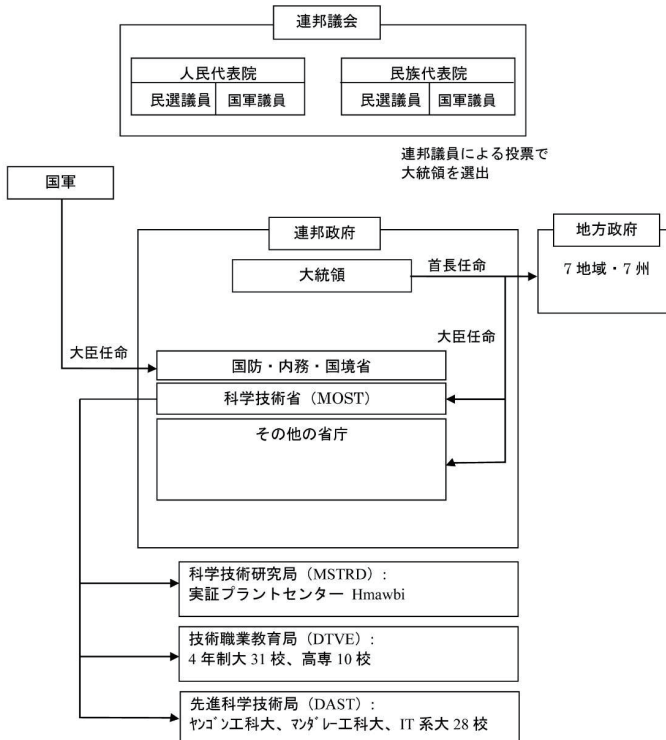 連邦議会
人民代表院
民選議員 国軍議員
民族代表院
民選議員 国軍議員
連邦議員による投票で
大統領を選出
国軍
連邦政府
地方政府
大統領
首長任命
7 地域・7 州
大臣任命
大臣任命
国防・内務・国境省
科学技術省（MOST）
その他の省庁
科学技術研究局（MSTRD）:
実証プラントセンター Hmawbi
技術職業教育局（DTVE）:
4 年制大 31 校、高専 10 校
先進科学技術局（DAST）:
ﾔﾝｺﾞﾝ工科大、ﾏﾝﾀﾞﾚｰ工科大、IT 系大 28 校